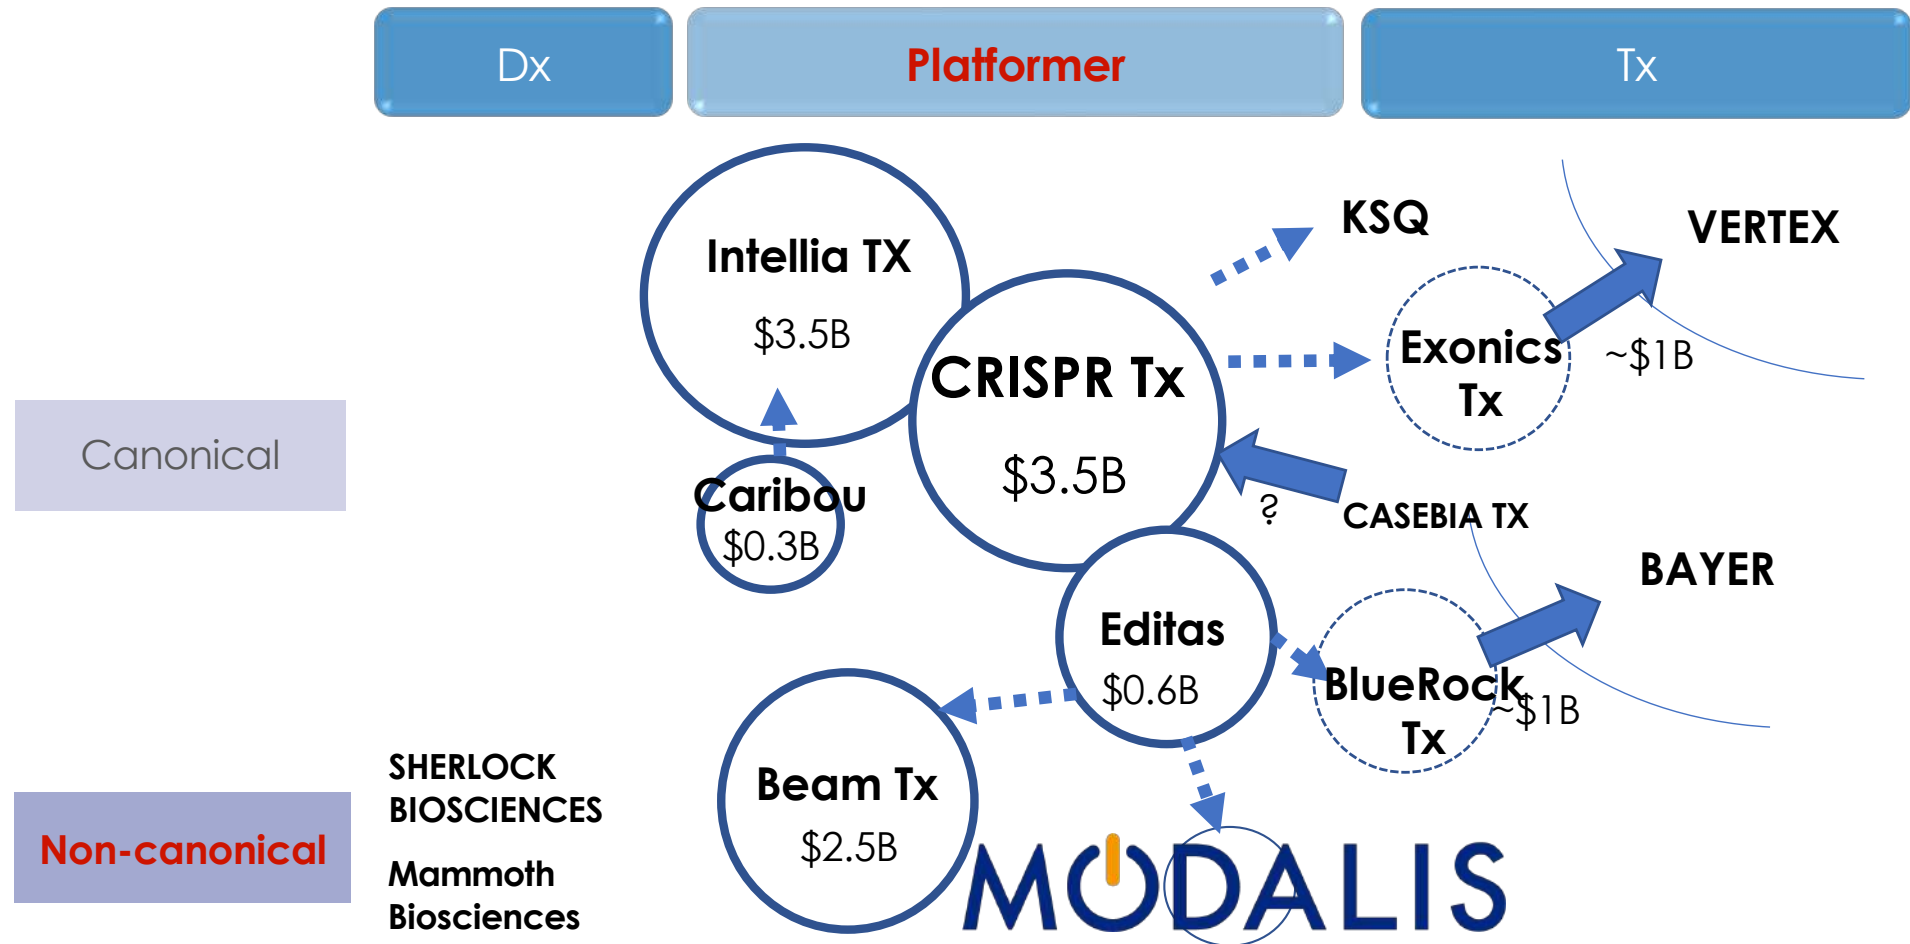 Dx
Platformer
Tx
Canonical
Non-canonical
Intellia TX
$3.5B
CRISPR Tx
$3.5B
Caribou
$0.3B
Editas
$0.6B
Beam Tx
$2.5B
KSQ
VERTEX
Exonics
Tx
~$1B
?
CASEBIA TX
BAYER
BlueRock
Tx
~$1B
SHERLOCK
BIOSCIENCES
Mammoth
Biosciences
MODALIS